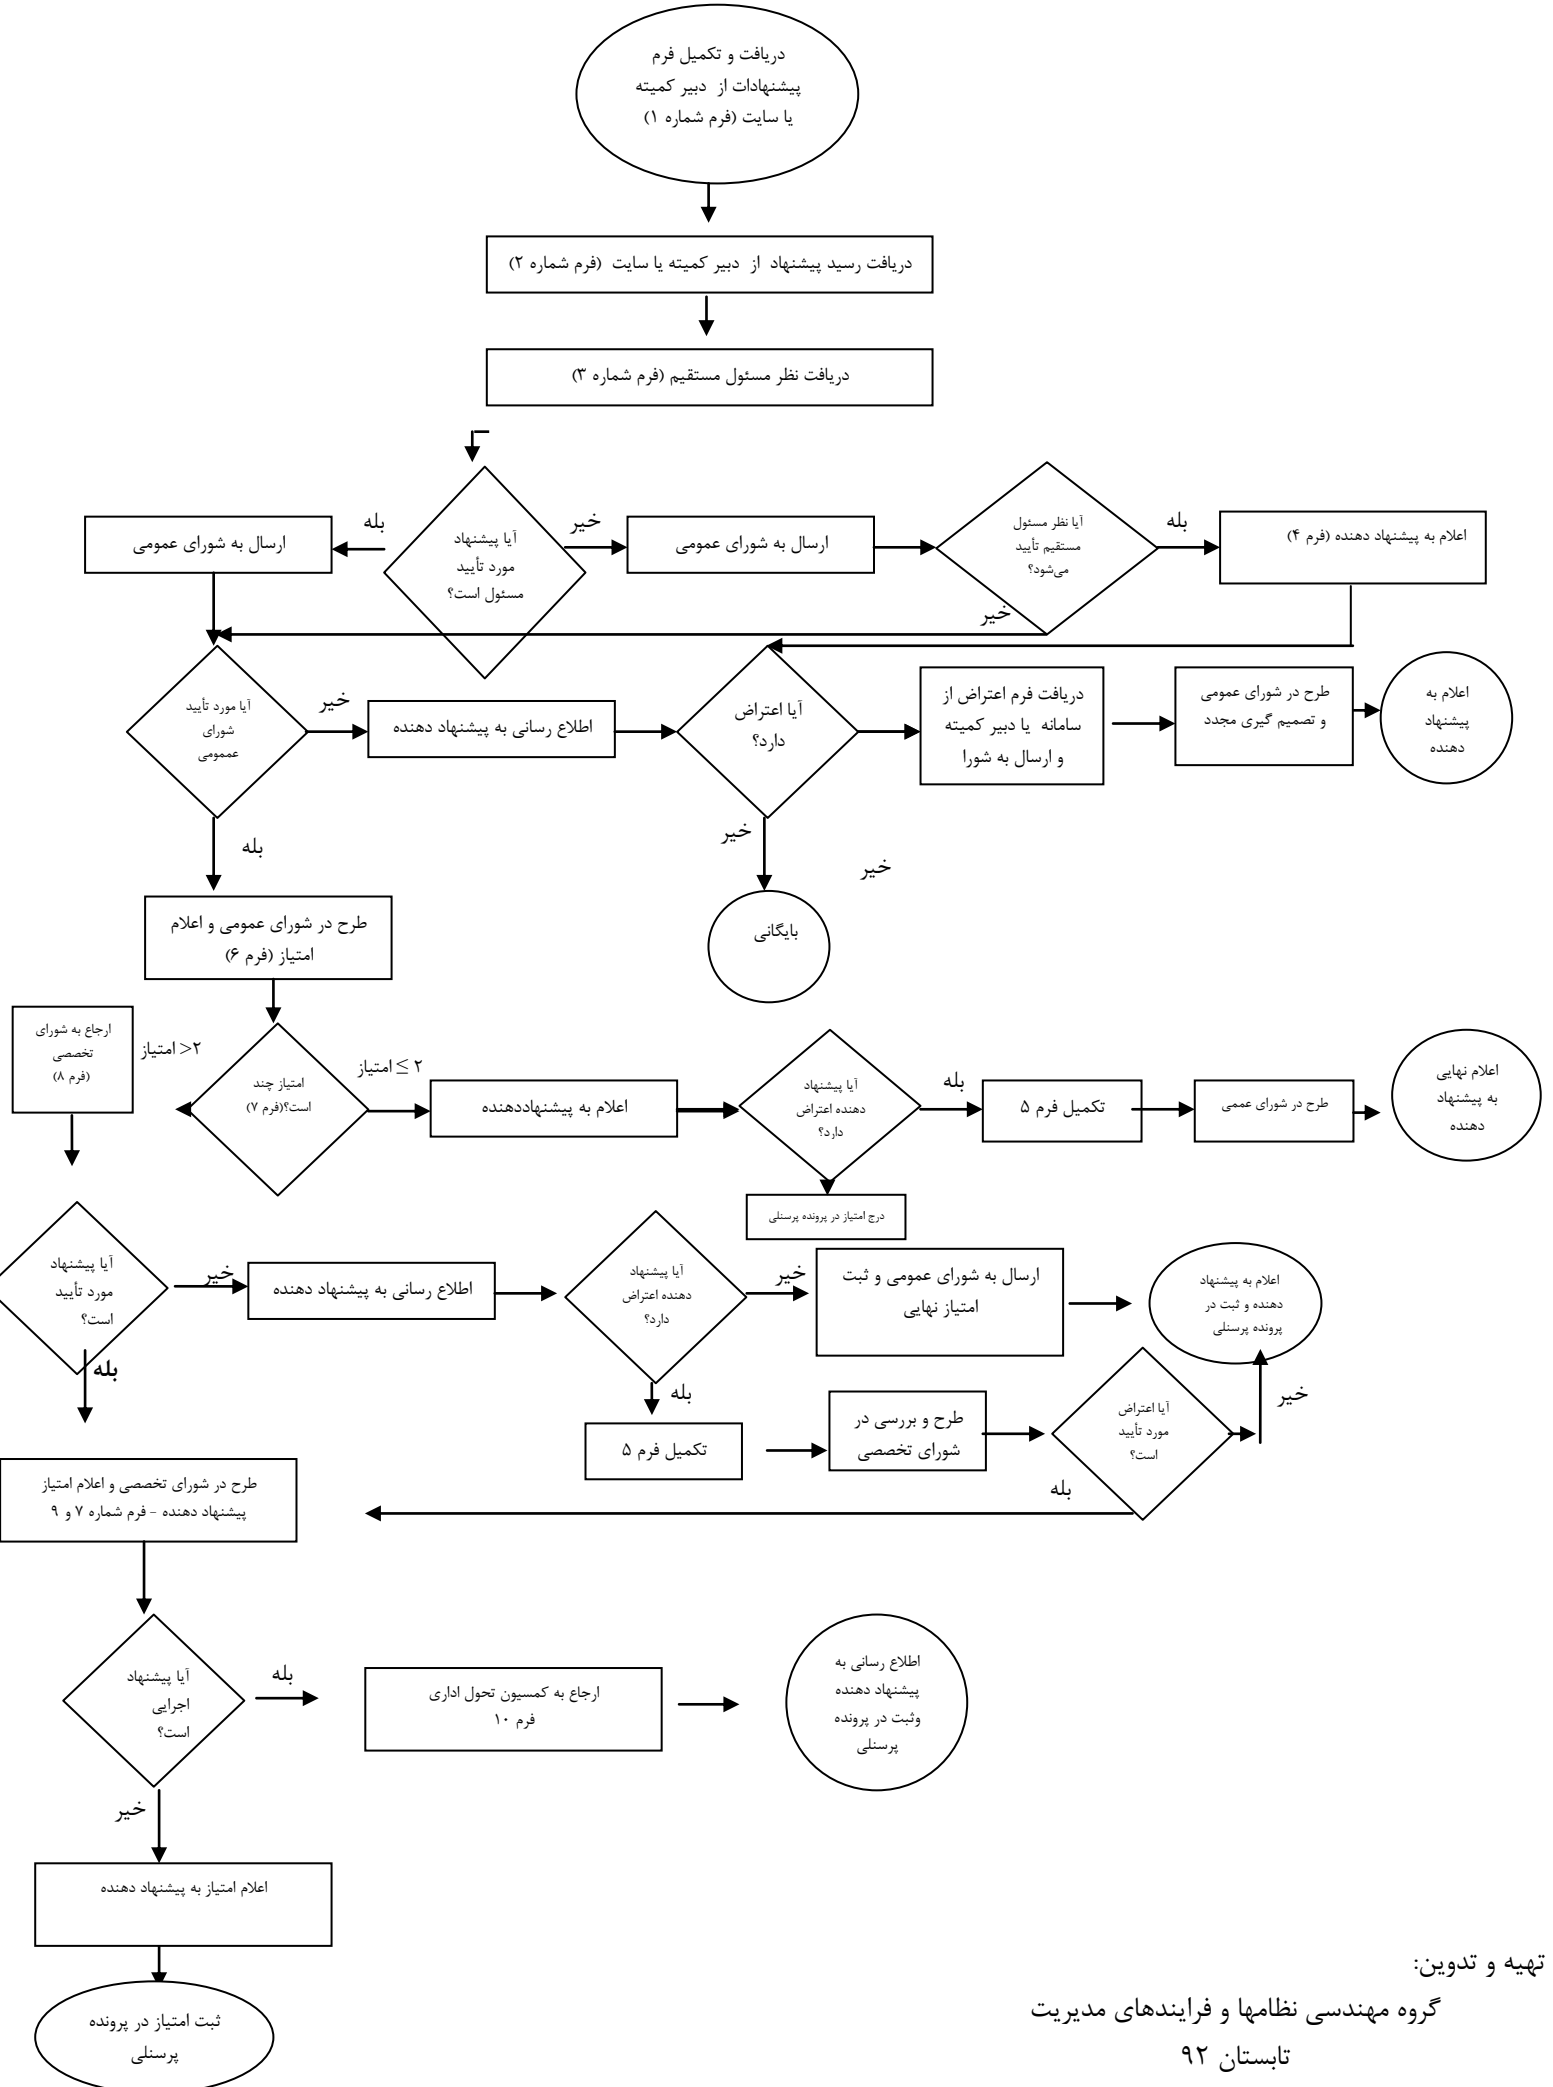 دریافت و تکمیل فرم
پیشنهادات از دبیر کمیته
یا سایت (فرم شماره ۱)
دریافت رسید پیشنهاد از دبیر کمیته یا سایت (فرم شماره ۲)
دریافت نظر مسئول مستقیم (فرم شماره ۳)
آیا پیشنهاد
مورد تأیید
مسئول است؟
بله
ارسال به شورای عمومی
خیر
ارسال به شورای عمومی
آیا نظر مسئول
مستقیم تأیید
می‌شود؟
بله
اعلام به پیشنهاد دهنده (فرم ۴)
خیر
آیا مورد تأیید
شورای
عممومی
خیر
اطلاع رسانی به پیشنهاد دهنده
آیا اعتراض
دارد؟
دریافت فرم اعتراض از
سامانه یا دبیر کمیته
و ارسال به شورا
طرح در شورای عمومی
و تصمیم گیری مجدد
اعلام به
پیشنهاد
دهنده
بله
خیر
خیر
بایگانی
طرح در شورای عمومی و اعلام
امتیاز (فرم ۶)
ارجاع به شورای
تخصصی
(فرم ۸)
۲< امتیاز
امتیاز چند
است؟(فرم ۷)
۲ ≥ امتیاز
اعلام به پیشنهاددهنده
آیا پیشنهاد
دهنده اعتراض
دارد؟
بله
تکمیل فرم ۵
طرح در شورای عممی
اعلام نهایی
به پیشنهاد
دهنده
درج امتیاز در پرونده پرسنلی
آیا پیشنهاد
مورد تأیید
است؟
خیر
اطلاع رسانی به پیشنهاد دهنده
آیا پیشنهاد
دهنده اعتراض
دارد؟
خیر
ارسال به شورای عمومی و ثبت
امتیاز نهایی
اعلام به پیشنهاد
دهنده و ثبت در
پرونده پرسنلی
بله
بله
تکمیل فرم ۵
طرح و بررسی در
شورای تخصصی
آیا اعتراض
مورد تأیید
است؟
خیر
بله
طرح در شورای تخصصی و اعلام امتیاز
پیشنهاد دهنده – فرم شماره ۷ و ۹
آیا پیشنهاد
اجرایی
است؟
بله
ارجاع به کمسیون تحول اداری
فرم ۱۰
اطلاع رسانی به
پیشنهاد دهنده
وثبت در پرونده
پرسنلی
خیر
اعلام امتیاز به پیشنهاد دهنده
ثبت امتیاز در پرونده
پرسنلی
تهیه و تدوین:
گروه مهندسی نظامها و فرایندهای مدیریت
تابستان ۹۲